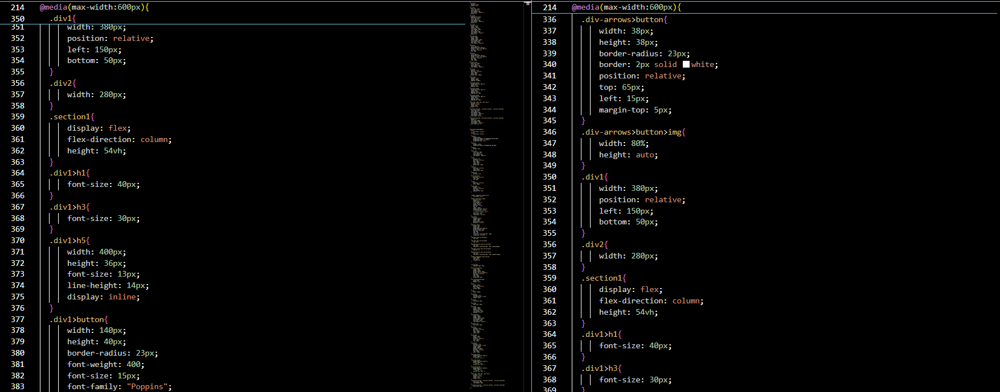 214 @media(max-width:600px){
350 .div1{
351 width: 380px;
352 position: relative;
353 left: 150px;
354 bottom: 50px;
355 }
356 .div2{
357 width: 280px;
358 }
359 .section1{
360 display: flex;
361 flex-direction: column;
362 height: 54vh;
363 }
364 .div1>h1{
365 font-size: 40px;
366 }
367 .div1>h3{
368 font-size: 30px;
369 }
370 .div1>h5{
371 width: 400px;
372 height: 36px;
373 font-size: 13px;
374 line-height: 14px;
375 display: inline;
376 }
377 .div1>button{
378 width: 140px;
379 height: 40px;
380 border-radius: 23px;
381 font-weight: 400;
382 font-size: 15px;
383 font-family: "Poppins";
214 @media(max-width:600px){
336 .div-arrows>button{
337 width: 38px;
338 height: 38px;
339 border-radius: 23px;
340 border: 2px solid white;
341 position: relative;
342 top: 65px;
343 left: 15px;
344 margin-top: 5px;
345 }
346 .div-arrows>button>img{
347 width: 80%;
348 height: auto;
349 }
350 .div1{
351 width: 380px;
352 position: relative;
353 left: 150px;
354 bottom: 50px;
355 }
356 .div2{
357 width: 280px;
358 }
359 .section1{
360 display: flex;
361 flex-direction: column;
362 height: 54vh;
363 }
364 .div1>h1{
365 font-size: 40px;
366 }
367 .div1>h3{
368 font-size: 30px;
369 }